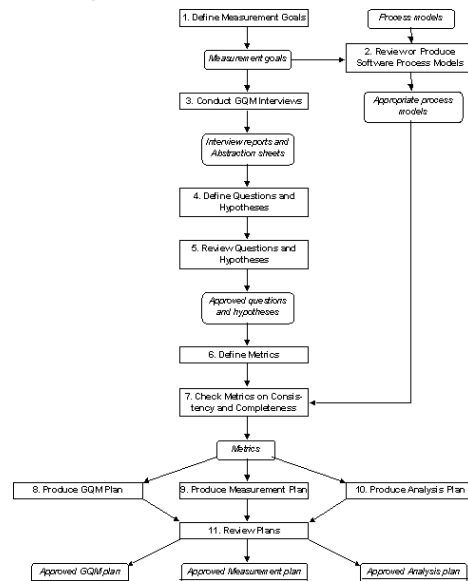 1. Define Measurement Goals
Process models
Measurement goals
2. Review or Produce
Software Process Models
3. Conduct GQM Interviews
Appropriate process
models
Interview reports and
Abstraction sheets
4. Define Questions and
Hypotheses
5. Review Questions and
Hypotheses
Approved questions
and hypotheses
6. Define Metrics
7. Check Metrics on Consis-
tency and Completeness
Metrics
8. Produce GQM Plan
9. Produce Measurement Plan
10. Produce Analysis Plan
11. Review Plans
Approved GQM plan
Approved Measurement plan
Approved Analysis plan